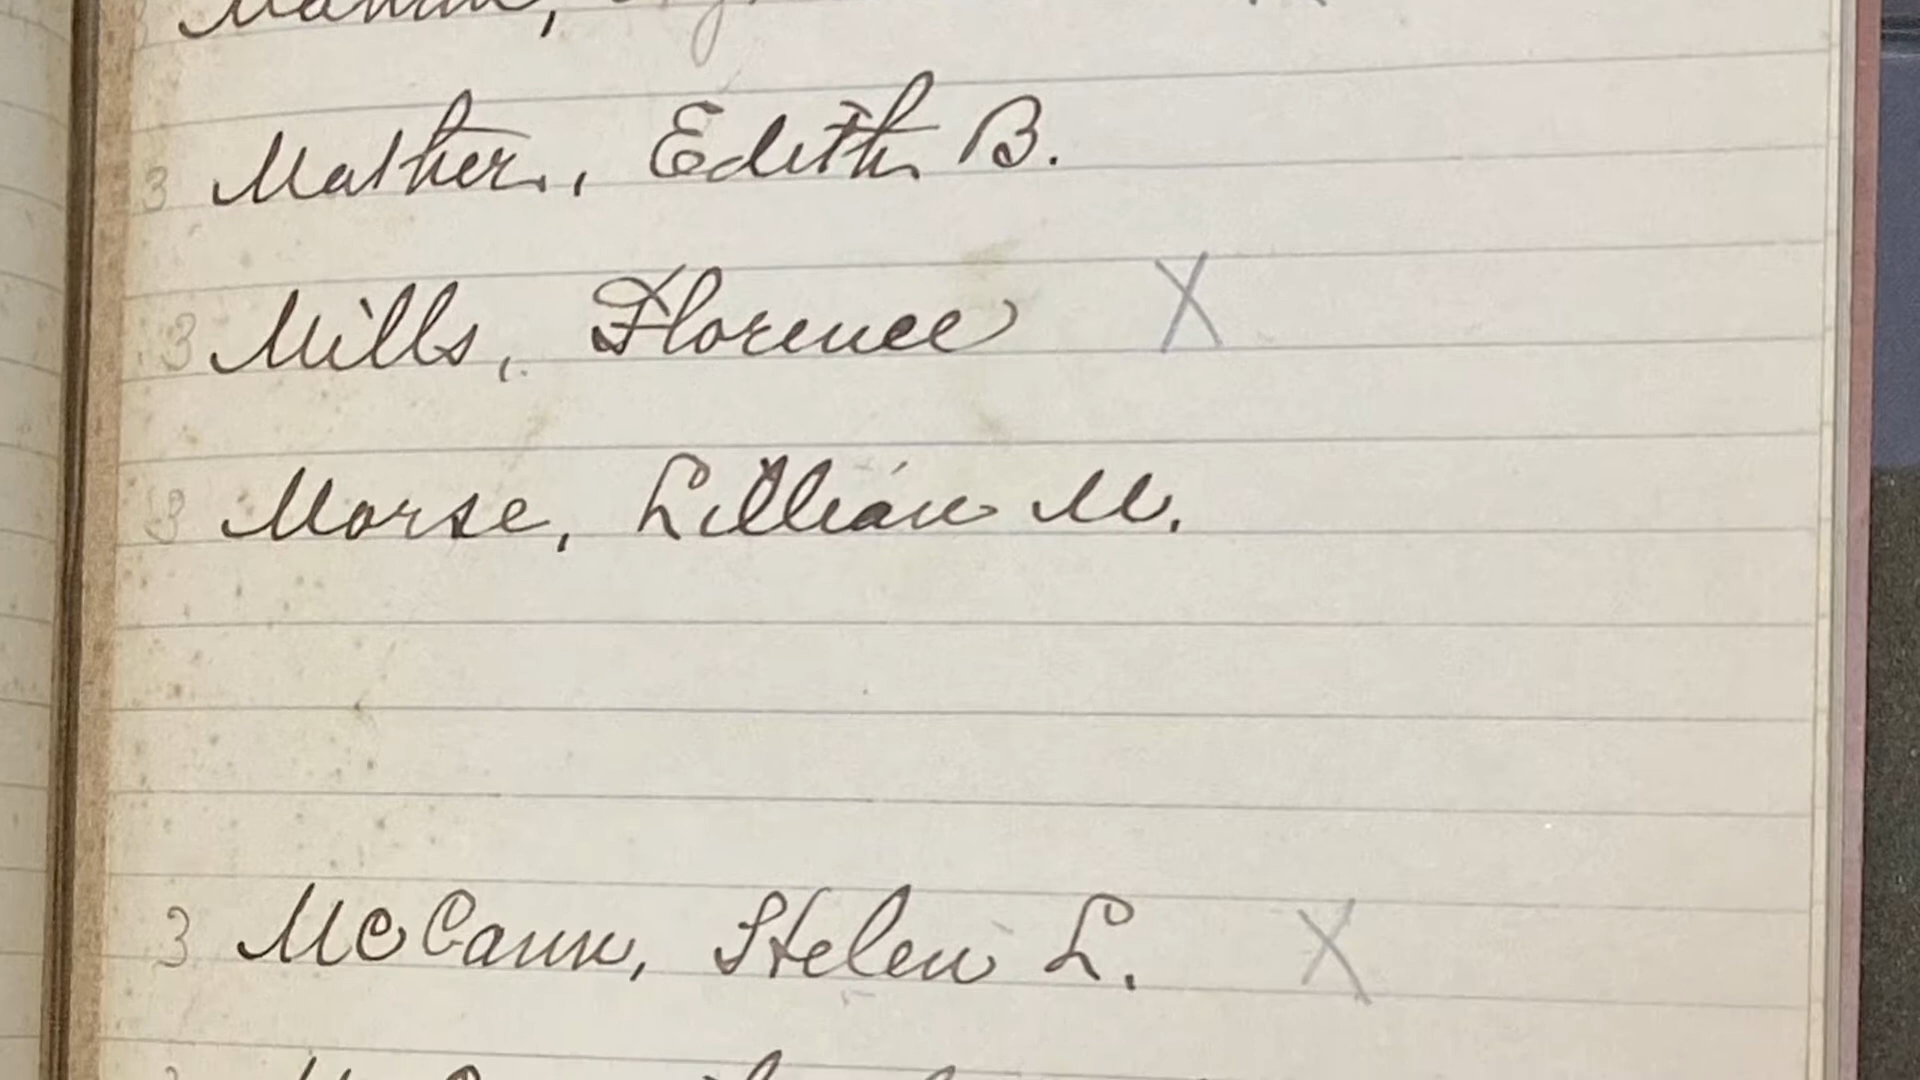 3 Mather, Edith B.
3 Mills, Florence X
3 Morse, Lillian M.
3 McCann, Helen L. X